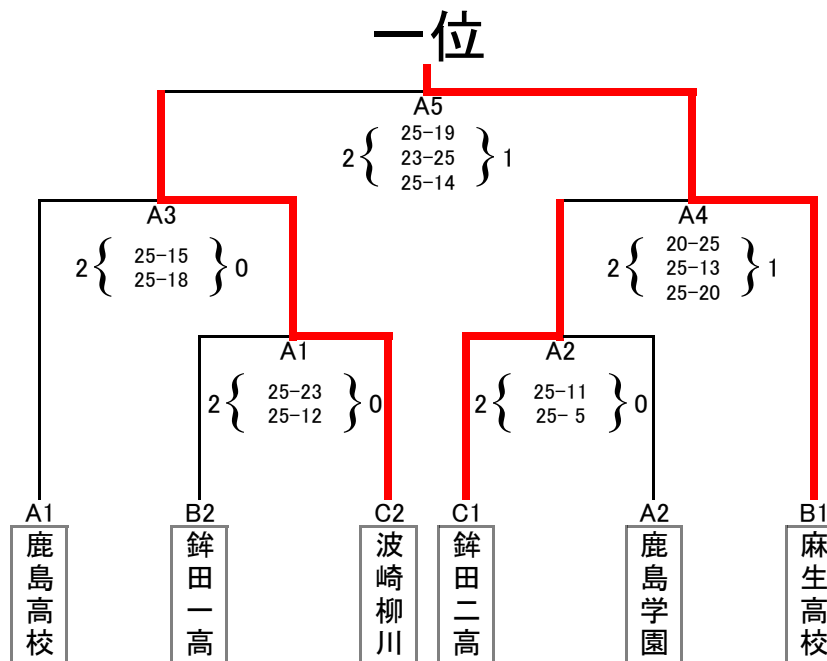 一位
A5
2 { 25-19 } 1
23-25
25-14
A3
2 { 25-15 } 0
25-18
A4
2 { 20-25 } 1
25-13
25-20
A1
2 { 25-23 } 0
25-12
A2
2 { 25-11 } 0
25- 5
A1
鹿島高校
B2
鉾田一高
C2
波崎柳川
C1
鉾田二高
A2
鹿島学園
B1
麻生高校